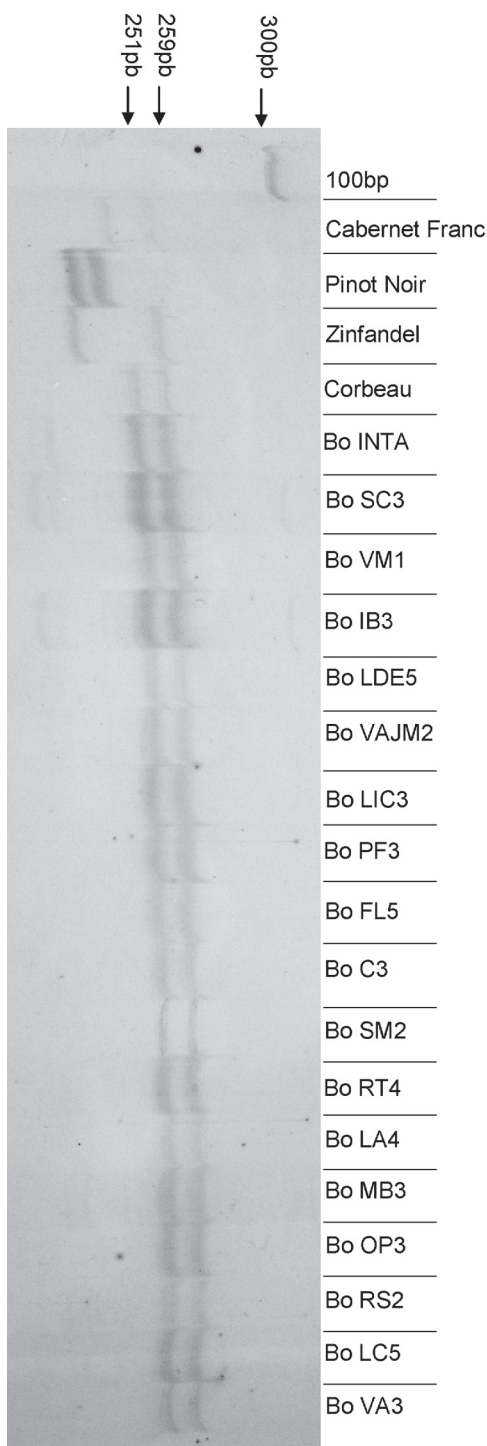 251pb
259pb
300pb
100bp
Cabernet Franc
Pinot Noir
Zinfandel
Corbeau
Bo INTA
Bo SC3
Bo VM1
Bo IB3
Bo LDE5
Bo VAJM2
Bo LIC3
Bo PF3
Bo FL5
Bo C3
Bo SM2
Bo RT4
Bo LA4
Bo MB3
Bo OP3
Bo RS2
Bo LC5
Bo VA3